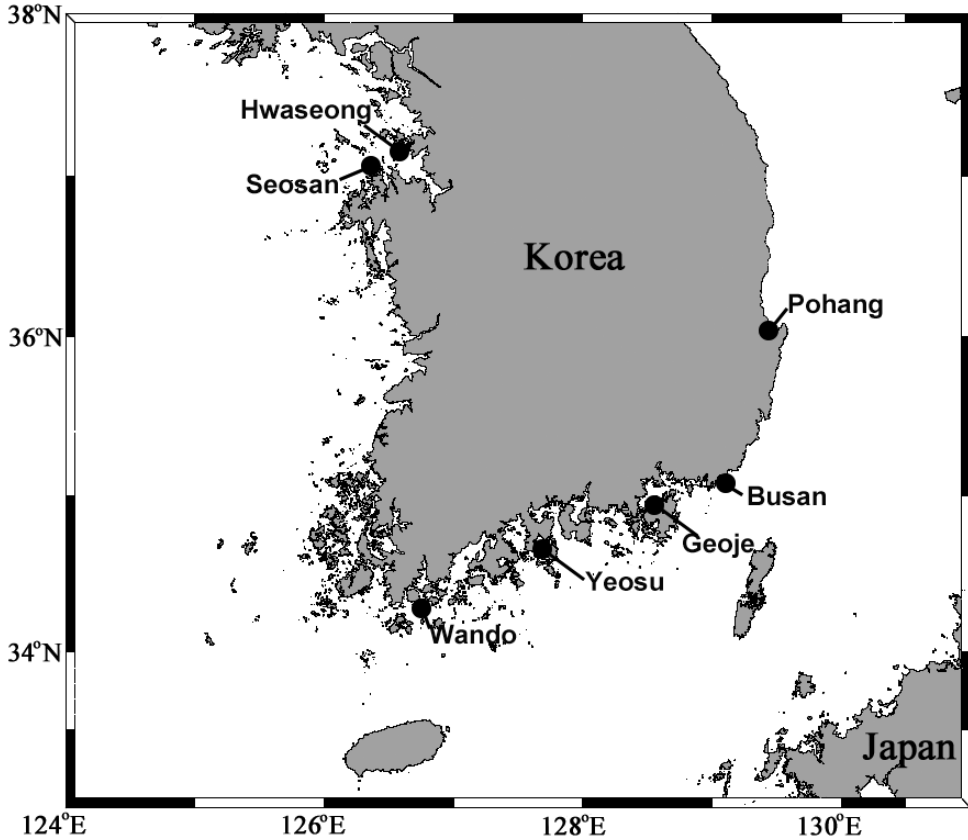 38°N
Hwaseong
Seosan
Korea
Pohang
36°N
Busan
Geoje
Yeosu
Wando
34°N
Japan
124°E
126°E
128°E
130°E